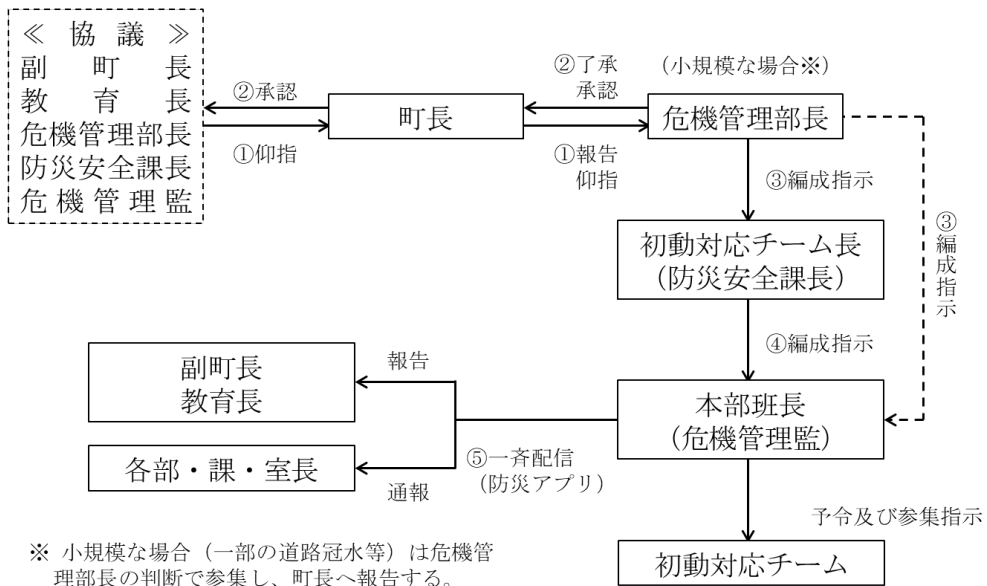 ≪ 協 議 ≫
副 町 長
教 育 長
危機管理部長
防災安全課長
危 機 管 理 監
②承認
①仰指
町長
②了承
承認
(小規模な場合※)
①報告
仰指
危機管理部長
③編成指示
③編成指示
初動対応チーム長
(防災安全課長)
④編成指示
報告
副町長
教育長
本部班長
(危機管理監)
各部・課・室長
⑤一斉配信
(防災アプリ)
通報
予令及び参集指示
初動対応チーム
※ 小規模な場合(一部の道路冠水等)は危機管
理部長の判断で参集し、町長へ報告する。